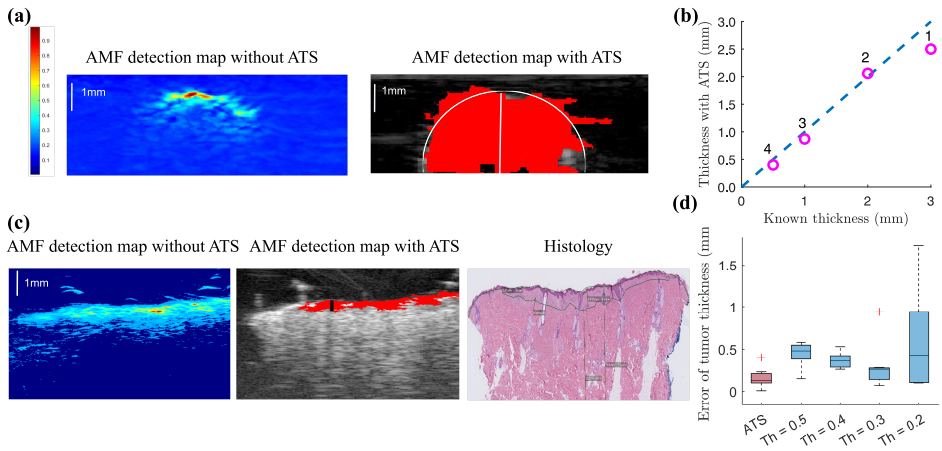 (a)
AMF detection map without ATS
AMF detection map with ATS
0.9
0.8
0.7
0.6
0.5
0.4
0.3
0.2
0.1
0
1mm
1mm
(b)
Thickness with ATS (mm)
3.0
2.5
2.0
1.5
1.0
0.5
0
0
1
2
3
1
2
3
4
Known thickness (mm)
(c)
AMF detection map without ATS
AMF detection map with ATS
Histology
1mm
(d)
Error of tumor thickness (mm
1.5
1
0.5
0
ATS
Th = 0.5
Th = 0.4
Th = 0.3
Th = 0.2